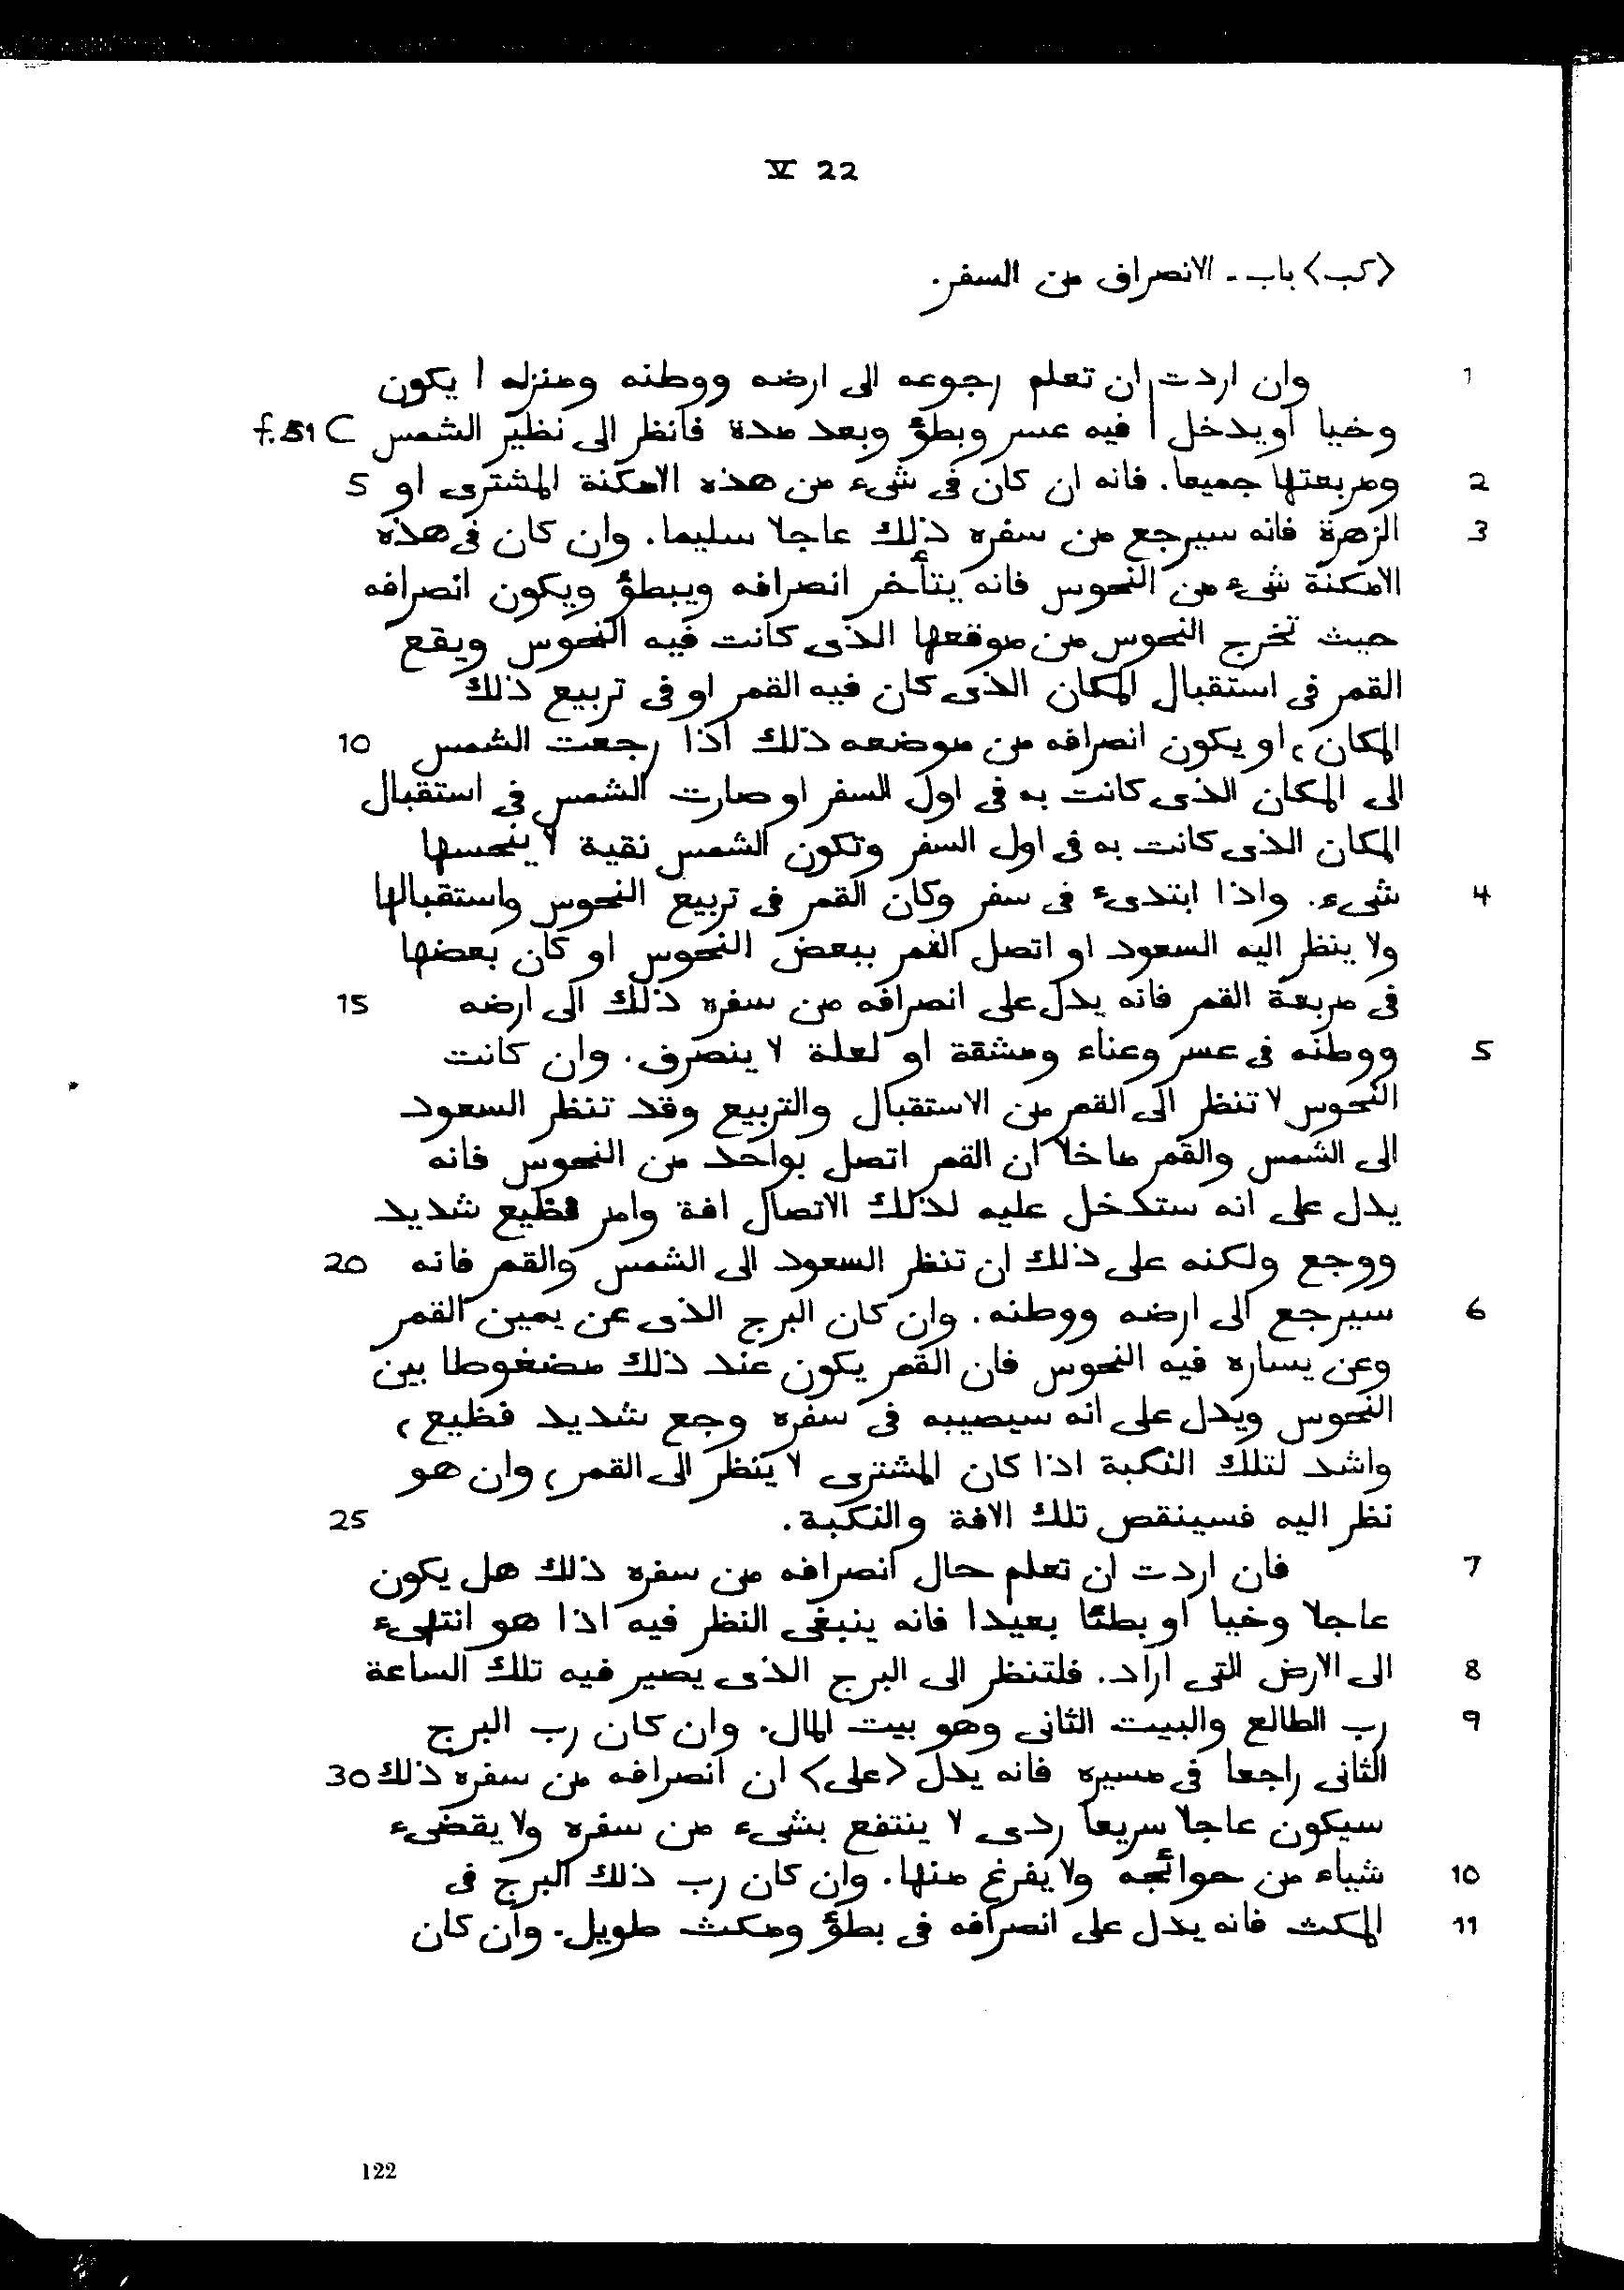 V 22
<كب> باب - الانصراف من السفر.
1 وان اردت ان تعلم رجوعه الى ارضه ووطنه ومنزله ا يكون
وخيا او يدخل | فيه عسر وبطؤ وبعد مدة فانظر الى نظير الشمس f. 51 C
2 ومربعتها جميعا. فانه ان كان فى شىء من هذه الامكنة المشترى او 5
3 الزهرة فانه سيرجع من سفره ذلك عاجلا سليما. وان كان فى هذه
الامكنة شىء من النحوس فانه يتأخر انصرافه ويبطؤ ويكون انصرافه
حيث تخرج النحوس من موقعها الذى كانت فيه النحوس ويقع
القمر فى استقبال المكان الذى كان فيه القمر او فى تربيع ذلك
المكان، او يكون انصرافه من موضعه ذلك اذا رجعت الشمس 10
الى المكان الذى كانت به فى اول السفر او صارت الشمس فى استقبال
المكان الذى كانت به فى اول السفر وتكون الشمس نقية لا ينحسها
4 شىء. واذا ابتدىء فى سفر وكان القمر فى تربيع النحوس واستقبالها
ولا ينظر اليه السعود او اتصل القمر ببعض النحوس او كان بعضها
فى مربعة القمر فانه يدل على انصرافه من سفره ذلك الى ارضه 15
5 ووطنه فى عسر وعناء ومشقة او لعلة لا ينصرف. وان كانت
النحوس لا تنظر الى القمر من الاستقبال والتربيع وقد تنظر السعود
الى الشمس والقمر ماخلا ان القمر اتصل بواحد من النحوس فانه
يدل على انه ستدخل عليه لذلك الاتصال افة وامر فظيع شديد
ووجع ولكنه على ذلك ان تنظر السعود الى الشمس والقمر فانه 20
6 سيرجع الى ارضه ووطنه. وان كان البرج الذى عن يمين القمر
وعن يساره فيه النحوس فان القمر يكون عند ذلك مضغوطا بين
النحوس ويدل على انه سيصيبه فى سفره وجع شديد فظيع،
واشد لتلك النكبة اذا كان المشترى لا ينظر الى القمر، وان هو
نظر اليه فسينقص تلك الافة والنكبة. 25
7 فان اردت ان تعلم حال انصرافه من سفره ذلك هل يكون
عاجلا وخيا او بطئا بعيدا فانه ينبغى النظر فيه اذا هو انتهىء
8 الى الارض التى اراد. فلتنظر الى البرج الذى يصير فيه تلك الساعة
9 رب الطالع والبيت الثانى وهو بيت المال. وان كان رب البرج
الثانى راجعا فى مسيره فانه يدل <على> ان انصرافه من سفره ذلك 30
سيكون عاجلا سريعا ردى لا ينتفع بشىء من سفره ولا يقضىء
10 شياء من حوائجه ولا يفرغ منها. وان كان رب ذلك البرج فى
11 المكث فانه يدل على انصرافه فى بطؤ ومكث طويل. وان كان
122